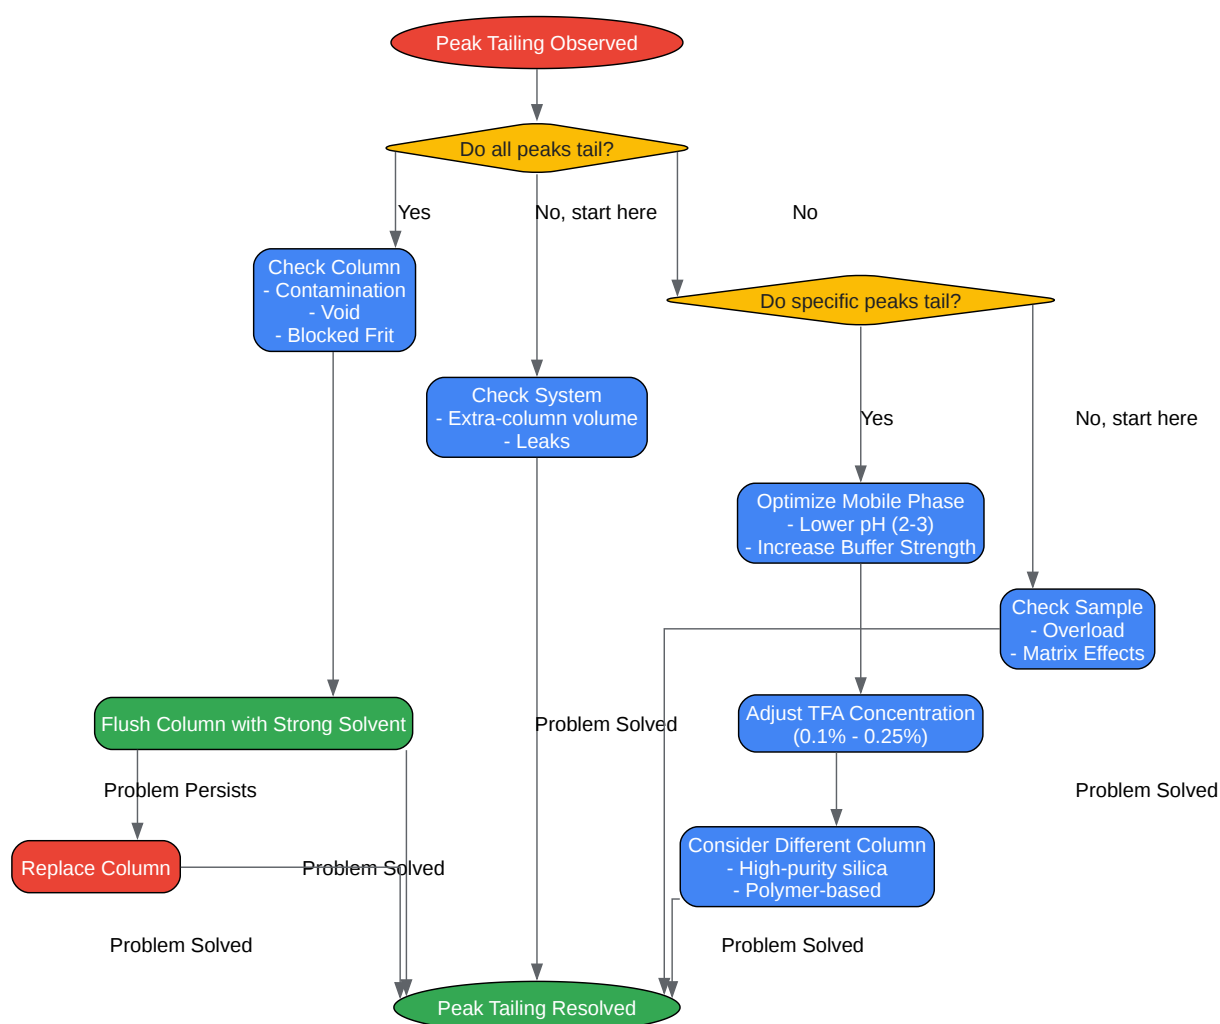 Peak Tailing Observed
Do all peaks tail?
Yes
No, start here
No
Check Column
- Contamination
- Void
- Blocked Frit
Do specific peaks tail?
Check System
- Extra-column volume
- Leaks
Yes
No, start here
Optimize Mobile Phase
- Lower pH (2-3)
- Increase Buffer Strength
Check Sample
- Overload
- Matrix Effects
Flush Column with Strong Solvent
Problem Solved
Adjust TFA Concentration
(0.1% - 0.25%)
Problem Persists
Problem Solved
Replace Column
Problem Solved
Consider Different Column
- High-purity silica
- Polymer-based
Problem Solved
Problem Solved
Peak Tailing Resolved